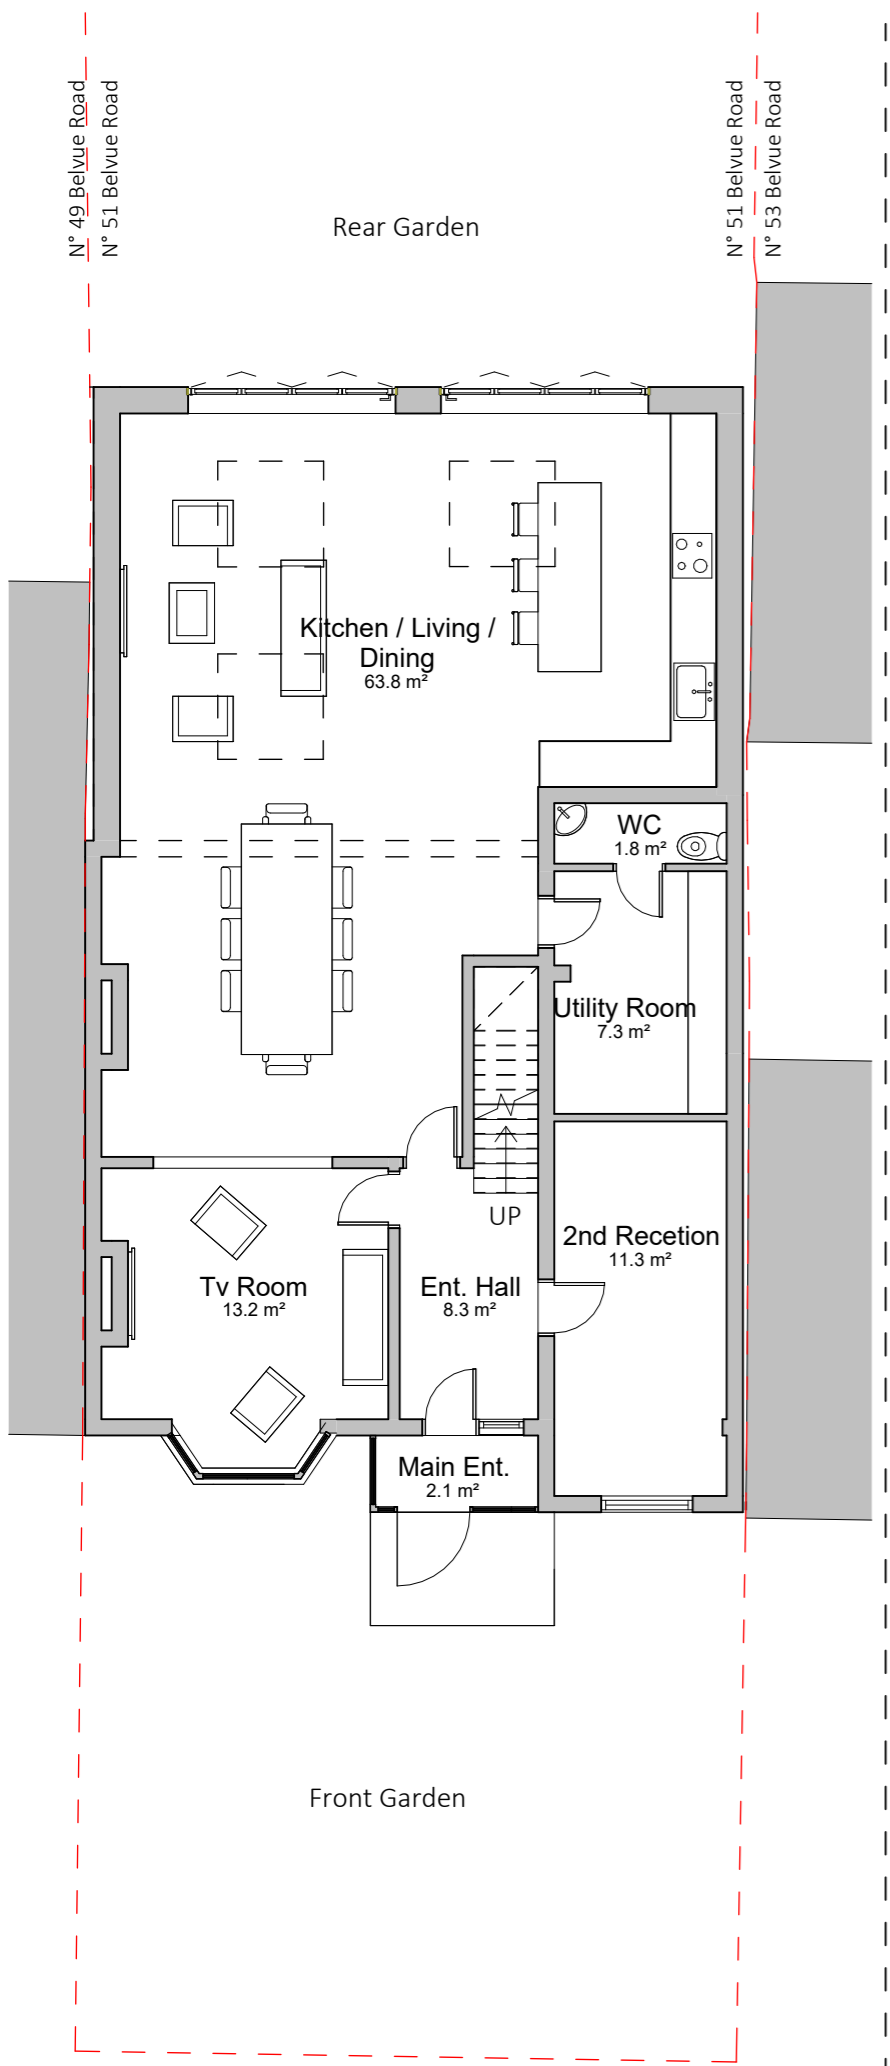 N° 49 Belvue Road
N° 51 Belvue Road
N° 51 Belvue Road
N° 53 Belvue Road
Rear Garden
Kitchen / Living /
Dining
63.8 m²
WC
1.8 m²
Utility Room
7.3 m²
UP
2nd Recetion
11.3 m²
Tv Room
13.2 m²
Ent. Hall
8.3 m²
Main Ent.
2.1 m²
Front Garden